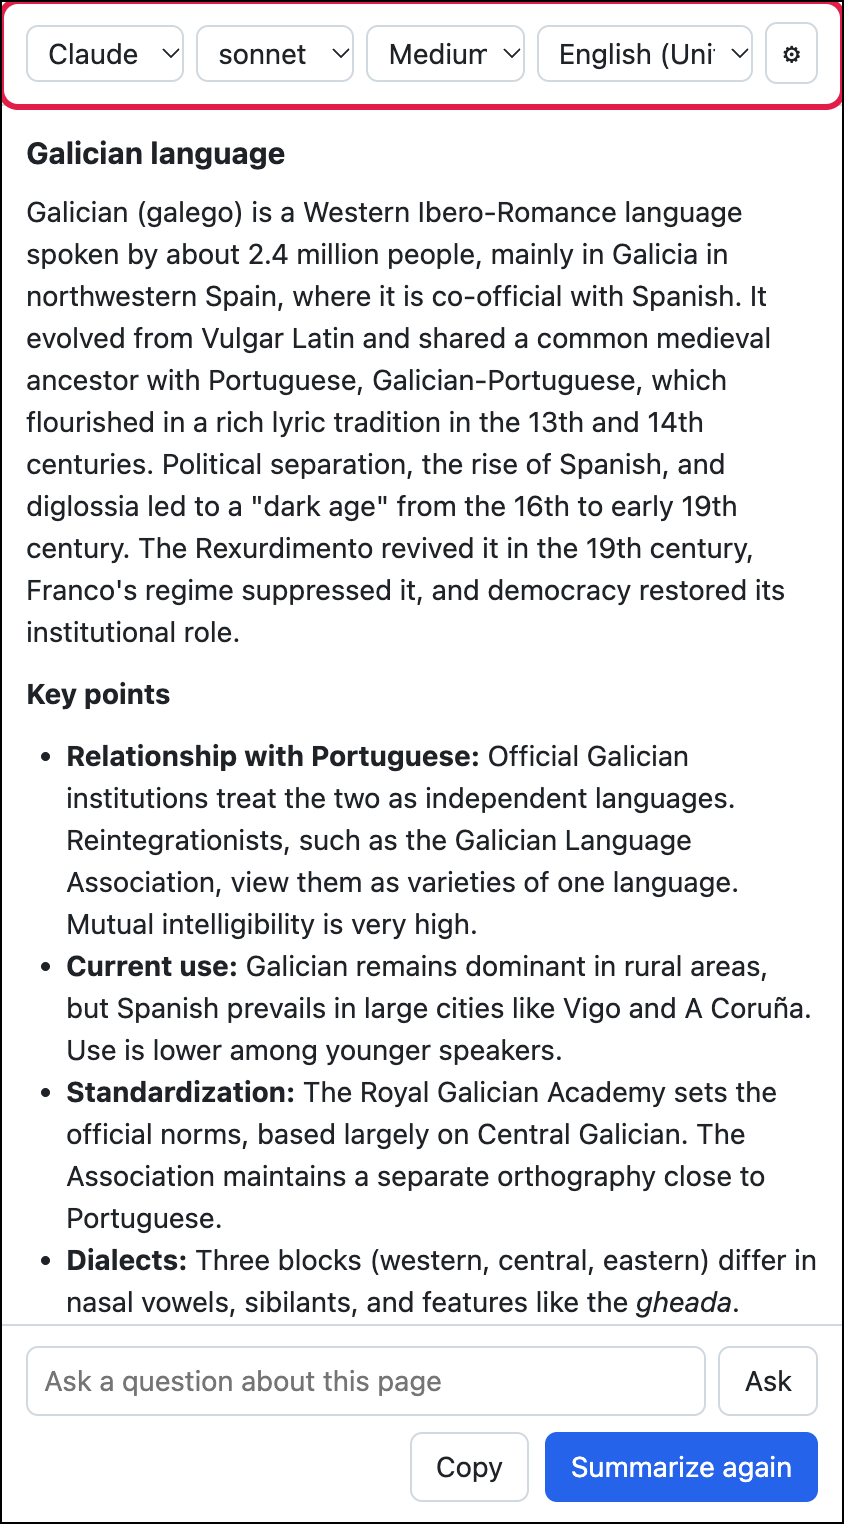 Claude
sonnet
Medium
English (Uni
Galician language
Galician (galego) is a Western Ibero-Romance language
spoken by about 2.4 million people, mainly in Galicia in
northwestern Spain, where it is co-official with Spanish. It
evolved from Vulgar Latin and shared a common medieval
ancestor with Portuguese, Galician-Portuguese, which
flourished in a rich lyric tradition in the 13th and 14th
centuries. Political separation, the rise of Spanish, and
diglossia led to a "dark age" from the 16th to early 19th
century. The Rexurdimento revived it in the 19th century,
Franco's regime suppressed it, and democracy restored its
institutional role.
Key points
• Relationship with Portuguese: Official Galician
institutions treat the two as independent languages.
Reintegrationists, such as the Galician Language
Association, view them as varieties of one language.
Mutual intelligibility is very high.
• Current use: Galician remains dominant in rural areas,
but Spanish prevails in large cities like Vigo and A Coruña.
Use is lower among younger speakers.
• Standardization: The Royal Galician Academy sets the
official norms, based largely on Central Galician. The
Association maintains a separate orthography close to
Portuguese.
• Dialects: Three blocks (western, central, eastern) differ in
nasal vowels, sibilants, and features like the gheada.
Ask a question about this page
Ask
Copy
Summarize again